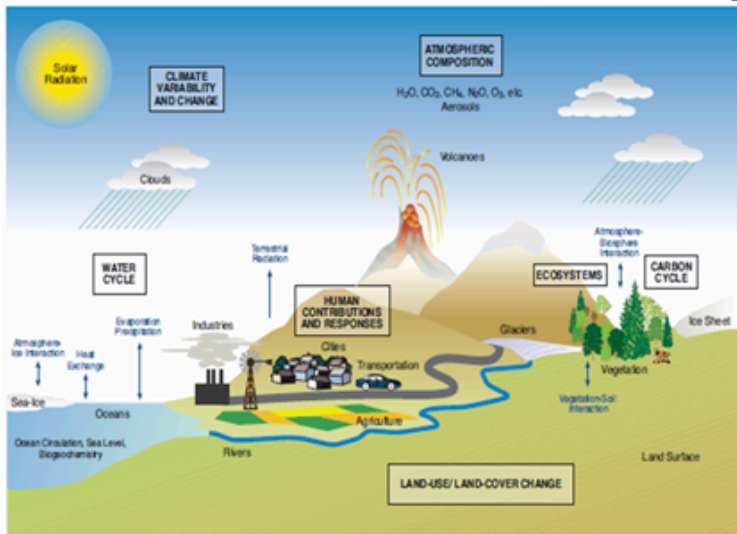 Solar
Radiation
CLIMATE
VARIABILITY
AND CHANGE
ATMOSPHERIC
COMPOSITION
H₂O, CO₂, CH₄, N₂O, O₃, etc.
Aerosols
Volcanoes
Clouds
Atmosphere-
Biosphere
Interaction
Terrestrial
Radiation
WATER
CYCLE
ECOSYSTEMS
CARBON
CYCLE
HUMAN
CONTRIBUTIONS
AND RESPONSES
Evaporation
Precipitation
Industries
Glaciers
Ice Sheet
Atmosphere-
Ice Interaction
Heat
Exchange
Cities
Transportation
Vegetation
Sea-Ice
Oceans
Vegetation-Soil
Interaction
Agriculture
Ocean Circulation, Sea Level,
Biogeochemistry
Rivers
Land Surface
LAND-USE/ LAND-COVER CHANGE